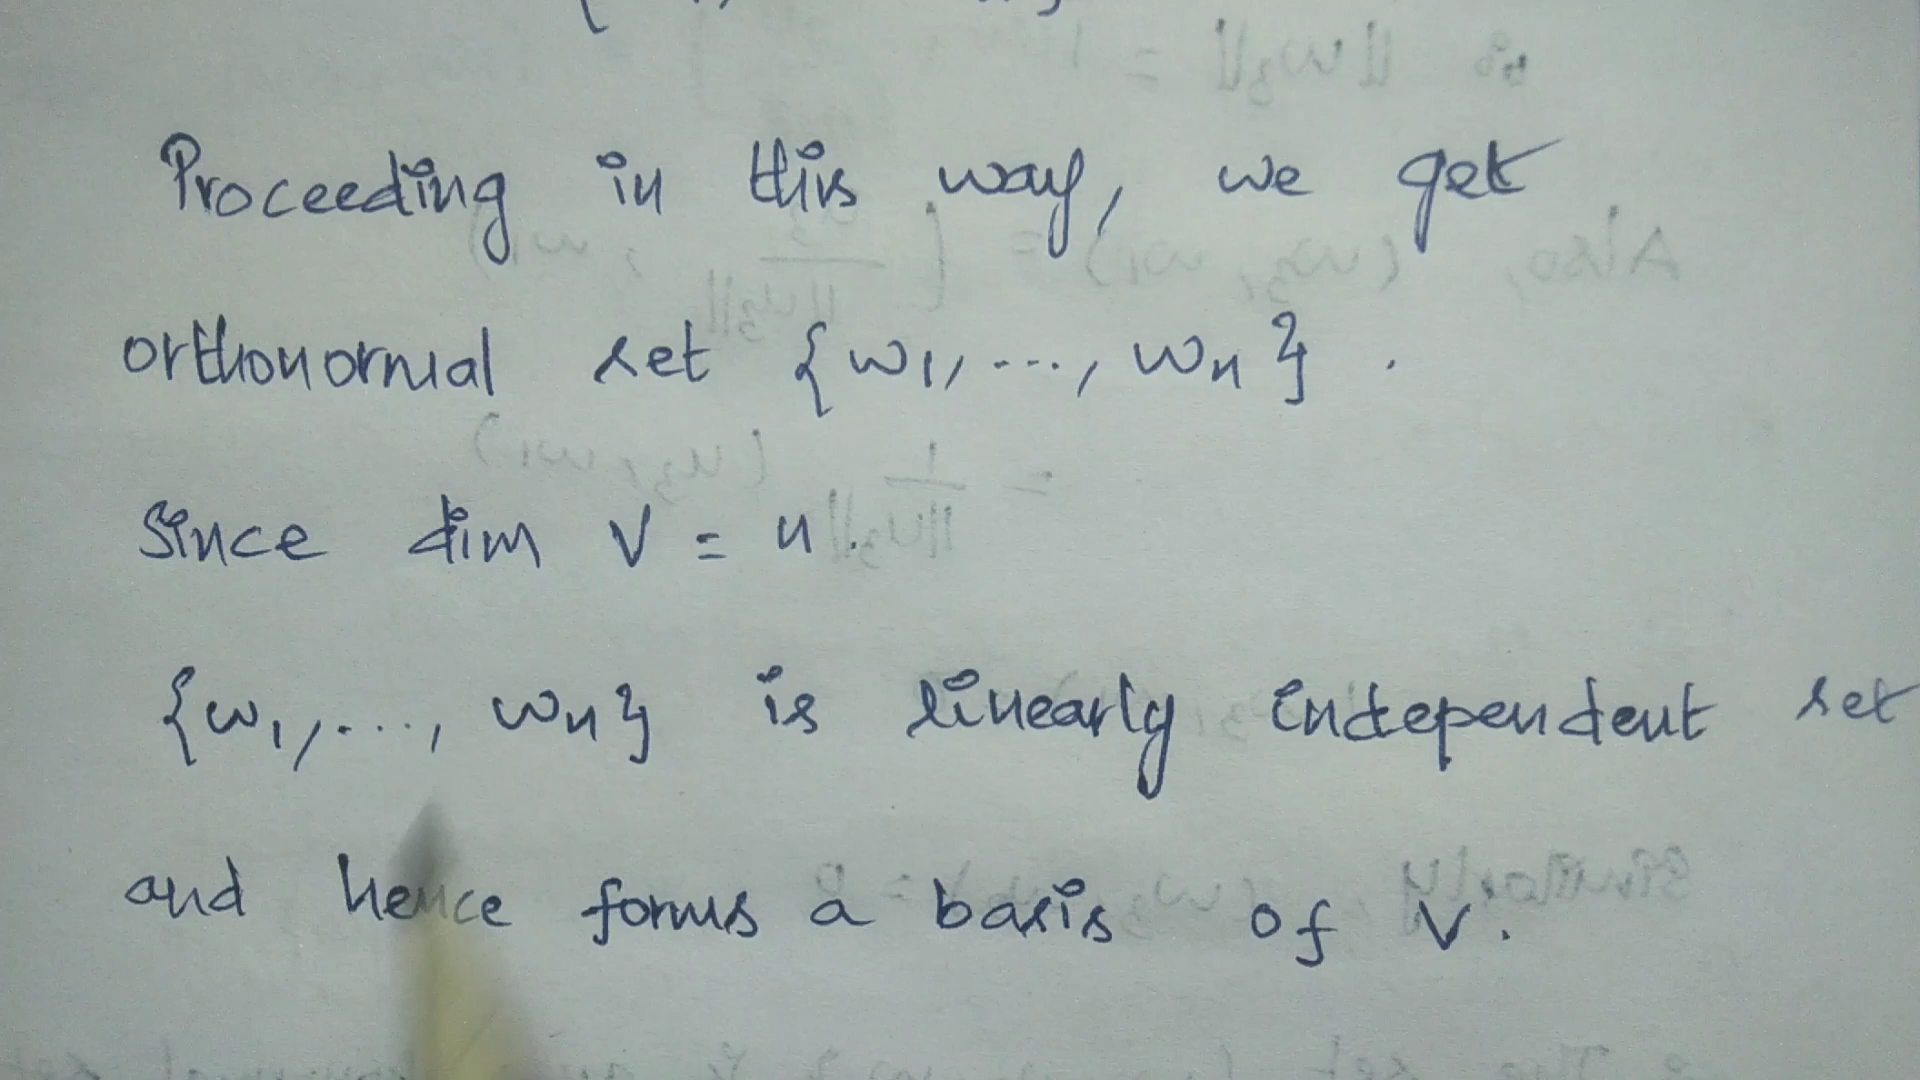 Proceeding in this way, we get
orthonormal set {w₁, ..., wₙ}.
Since dim V = n.
{w₁, ..., wₙ} is linearly independent set
and hence forms a basis of V.